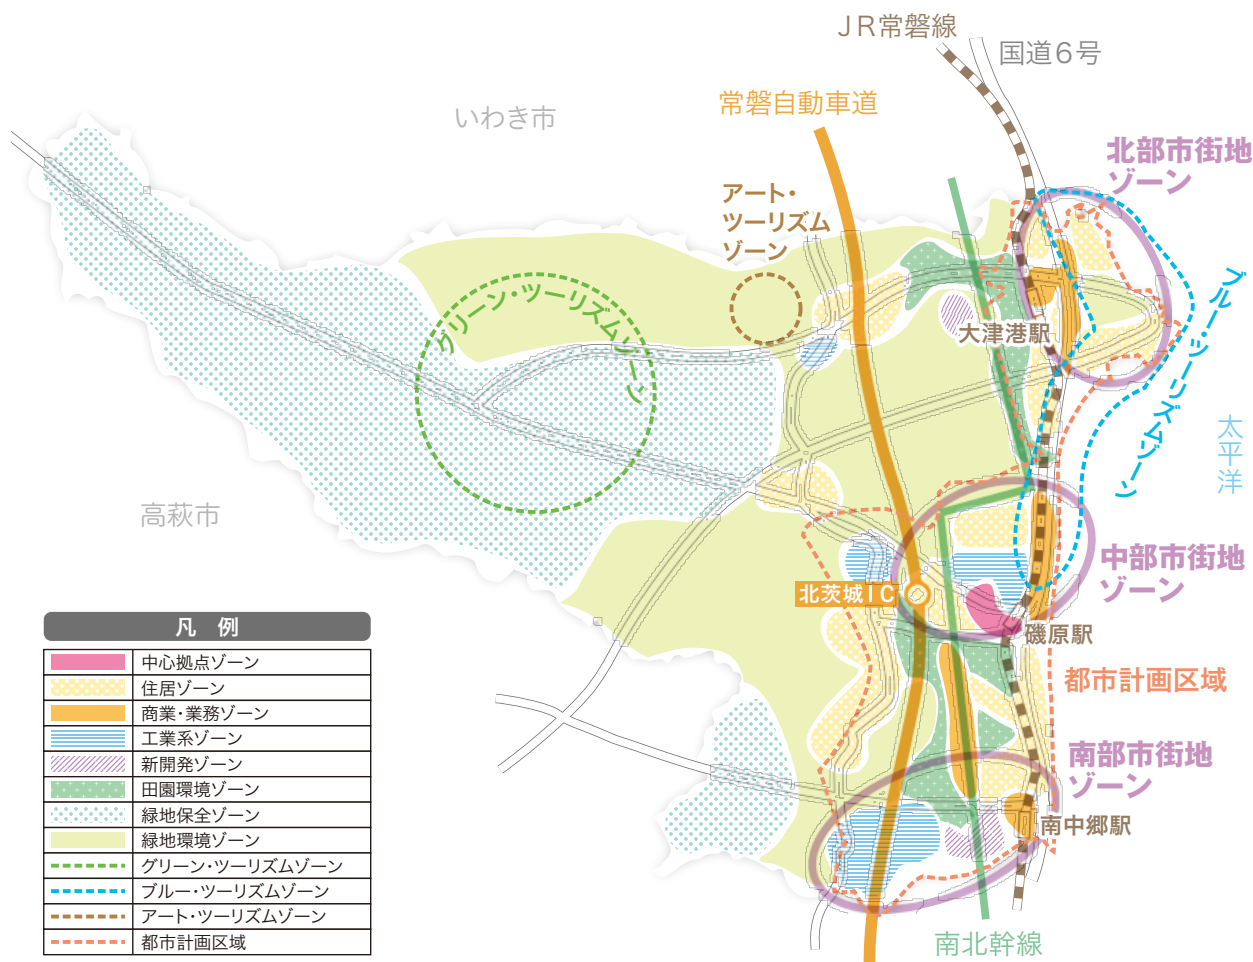 JR常磐線
国道6号
いわき市
常磐自動車道
北部市街地
ゾーン
アート・
ツーリズム
ゾーン
グリーン・ツーリズムゾーン
ブルー・ツーリズムゾーン
大津港駅
太平洋
高萩市
中部市街地
ゾーン
北茨城IC
磯原駅
都市計画区域
南部市街地
ゾーン
南中郷駅
南北幹線
凡 例
中心拠点ゾーン
住居ゾーン
商業・業務ゾーン
工業系ゾーン
新開発ゾーン
田園環境ゾーン
緑地保全ゾーン
緑地環境ゾーン
グリーン・ツーリズムゾーン
ブルー・ツーリズムゾーン
アート・ツーリズムゾーン
都市計画区域